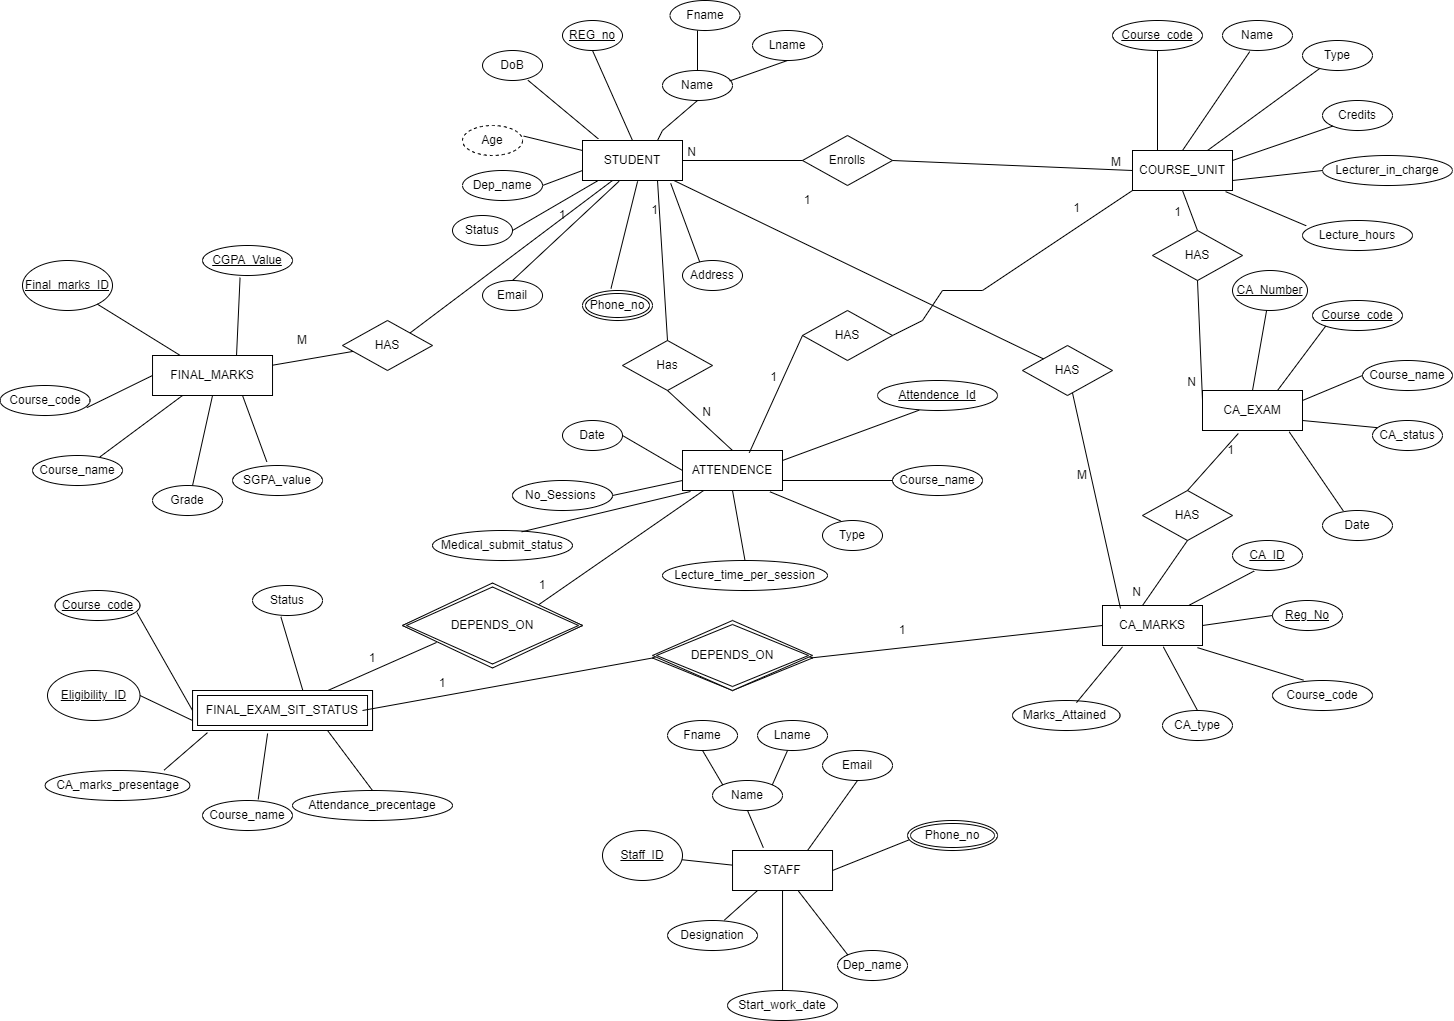 Fname
REG_no
Lname
DoB
Name
Age
STUDENT
Dep_name
Status
Email
Phone_no
Address
N
Enrolls
M
1
Course_code
Name
Type
Credits
COURSE_UNIT
Lecturer_in_charge
Lecture_hours
1
1
1
1
HAS
CGPA_Value
Final_marks_ID
M
HAS
FINAL_MARKS
Course_code
Course_name
Grade
SGPA_value
Has
N
HAS
1
HAS
CA_Number
Course_code
Course_name
N
CA_EXAM
CA_status
1
Date
Attendence_Id
Date
ATTENDENCE
Course_name
No_Sessions
Medical_submit_status
Type
Lecture_time_per_session
M
HAS
CA_ID
N
Reg_No
CA_MARKS
Course_code
Marks_Attained
CA_type
1
DEPENDS_ON
1
1
DEPENDS_ON
1
Course_code
Status
Eligibility_ID
FINAL_EXAM_SIT_STATUS
CA_marks_presentage
Course_name
Attendance_precentage
Fname
Lname
Name
Email
Phone_no
Staff_ID
STAFF
Designation
Dep_name
Start_work_date